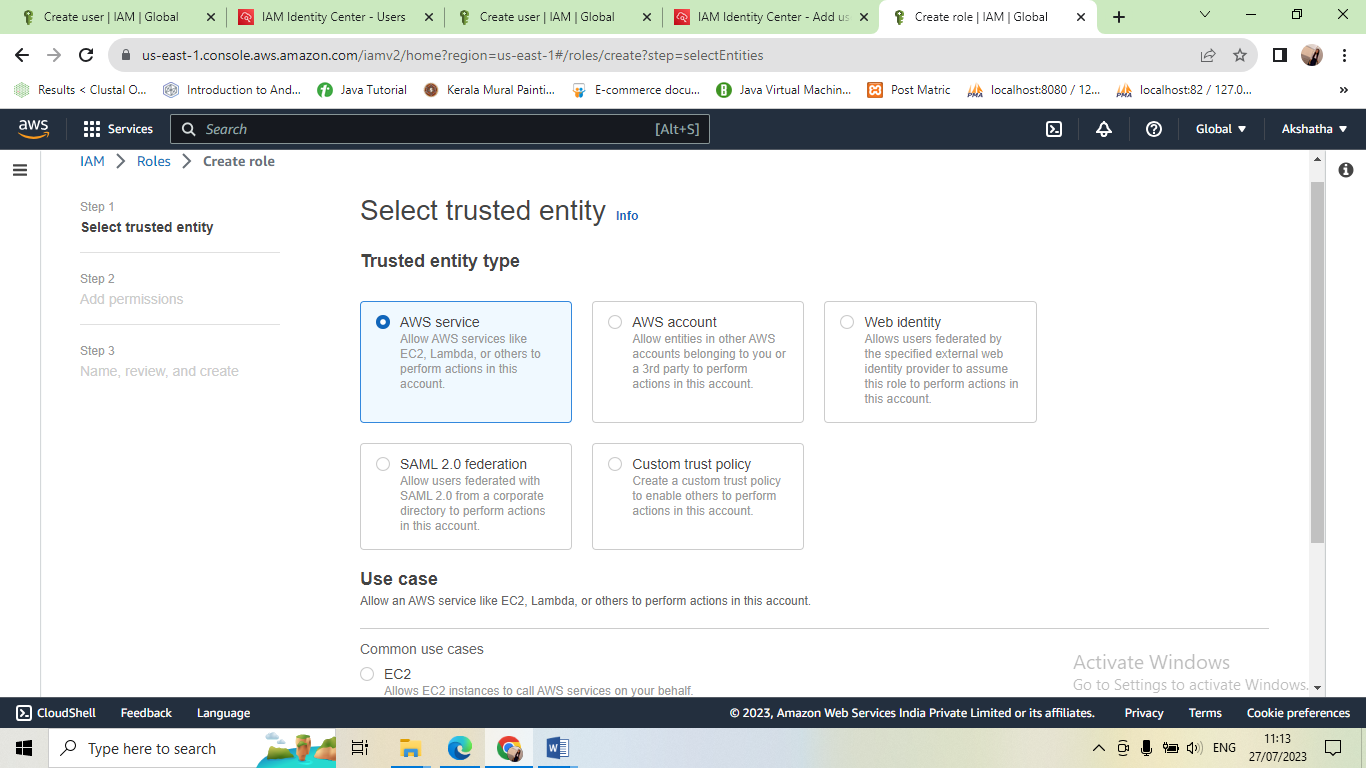 Create user | IAM | Global
IAM Identity Center - Users
Create user | IAM | Global
IAM Identity Center - Add us
Create role | IAM | Global
us-east-1.console.aws.amazon.com/iamv2/home?region=us-east-1#/roles/create?step=selectEntities
Results < Clustal O...
Introduction to And...
Java Tutorial
Kerala Mural Painti...
E-commerce docu...
Java Virtual Machin...
Post Matric
localhost:8080 / 12...
localhost:82 / 127.0...
»
aws
Services
Search
[Alt+S]
Global
Akshatha
IAM
Roles
Create role
Step 1
Select trusted entity
Step 2
Add permissions
Step 3
Name, review, and create
Select trusted entity Info
Trusted entity type
AWS service
Allow AWS services like
EC2, Lambda, or others to
perform actions in this
account.
AWS account
Allow entities in other AWS
accounts belonging to you or
a 3rd party to perform
actions in this account.
Web identity
Allows users federated by
the specified external web
identity provider to assume
this role to perform actions in
this account.
SAML 2.0 federation
Allow users federated with
SAML 2.0 from a corporate
directory to perform actions
in this account.
Custom trust policy
Create a custom trust policy
to enable others to perform
actions in this account.
Use case
Allow an AWS service like EC2, Lambda, or others to perform actions in this account.
Common use cases
EC2
Allows EC2 instances to call AWS services on your behalf.
Activate Windows
Go to Settings to activate Windows.
CloudShell
Feedback
Language
© 2023, Amazon Web Services India Private Limited or its affiliates.
Privacy
Terms
Cookie preferences
Type here to search
ENG
11:13
27/07/2023